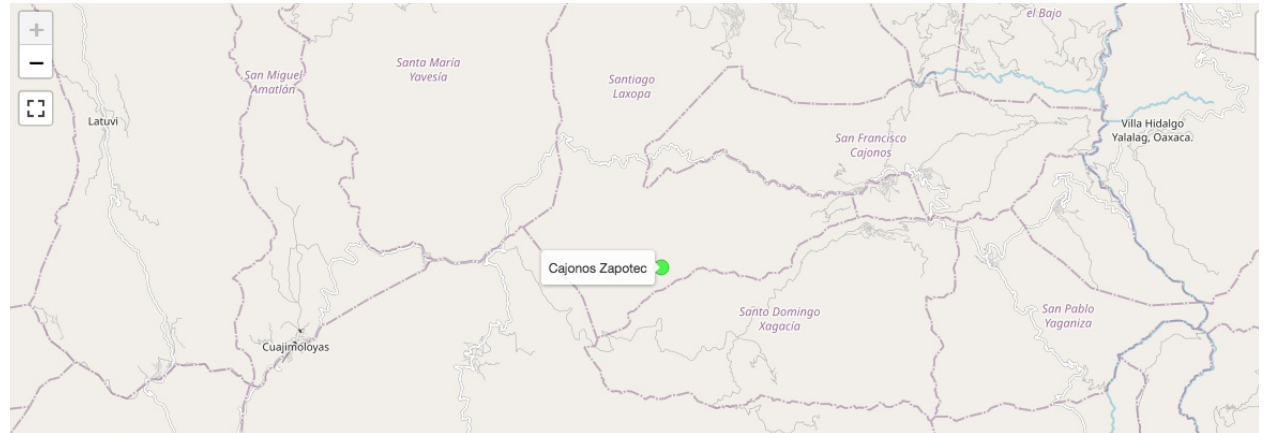 +
−
el Bajo
Santa María
Yavesía
San Miguel
Amatlán
Santiago
Laxopa
Latuvi
San Francisco
Cajonos
Villa Hidalgo
Yalalag, Oaxaca.
Cajonos Zapotec
Santo Domingo
Xagacía
San Pablo
Yaganiza
Cuajimoloyas